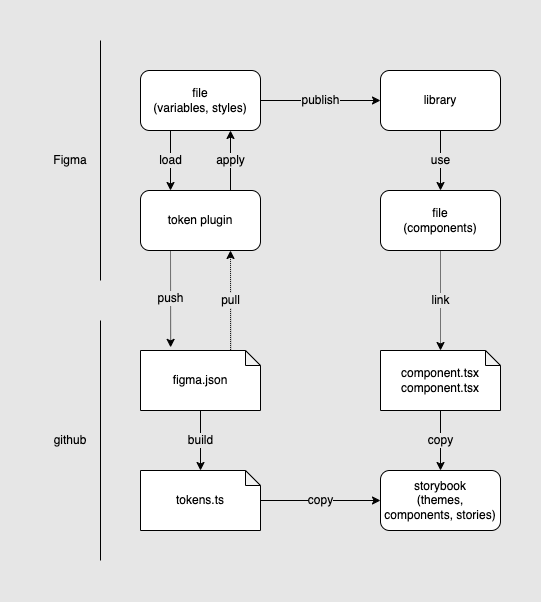 file
(variables, styles)
publish
library
Figma
load
apply
use
token plugin
file
(components)
push
pull
link
figma.json
component.tsx
component.tsx
github
build
copy
tokens.ts
copy
storybook
(themes,
components, stories)